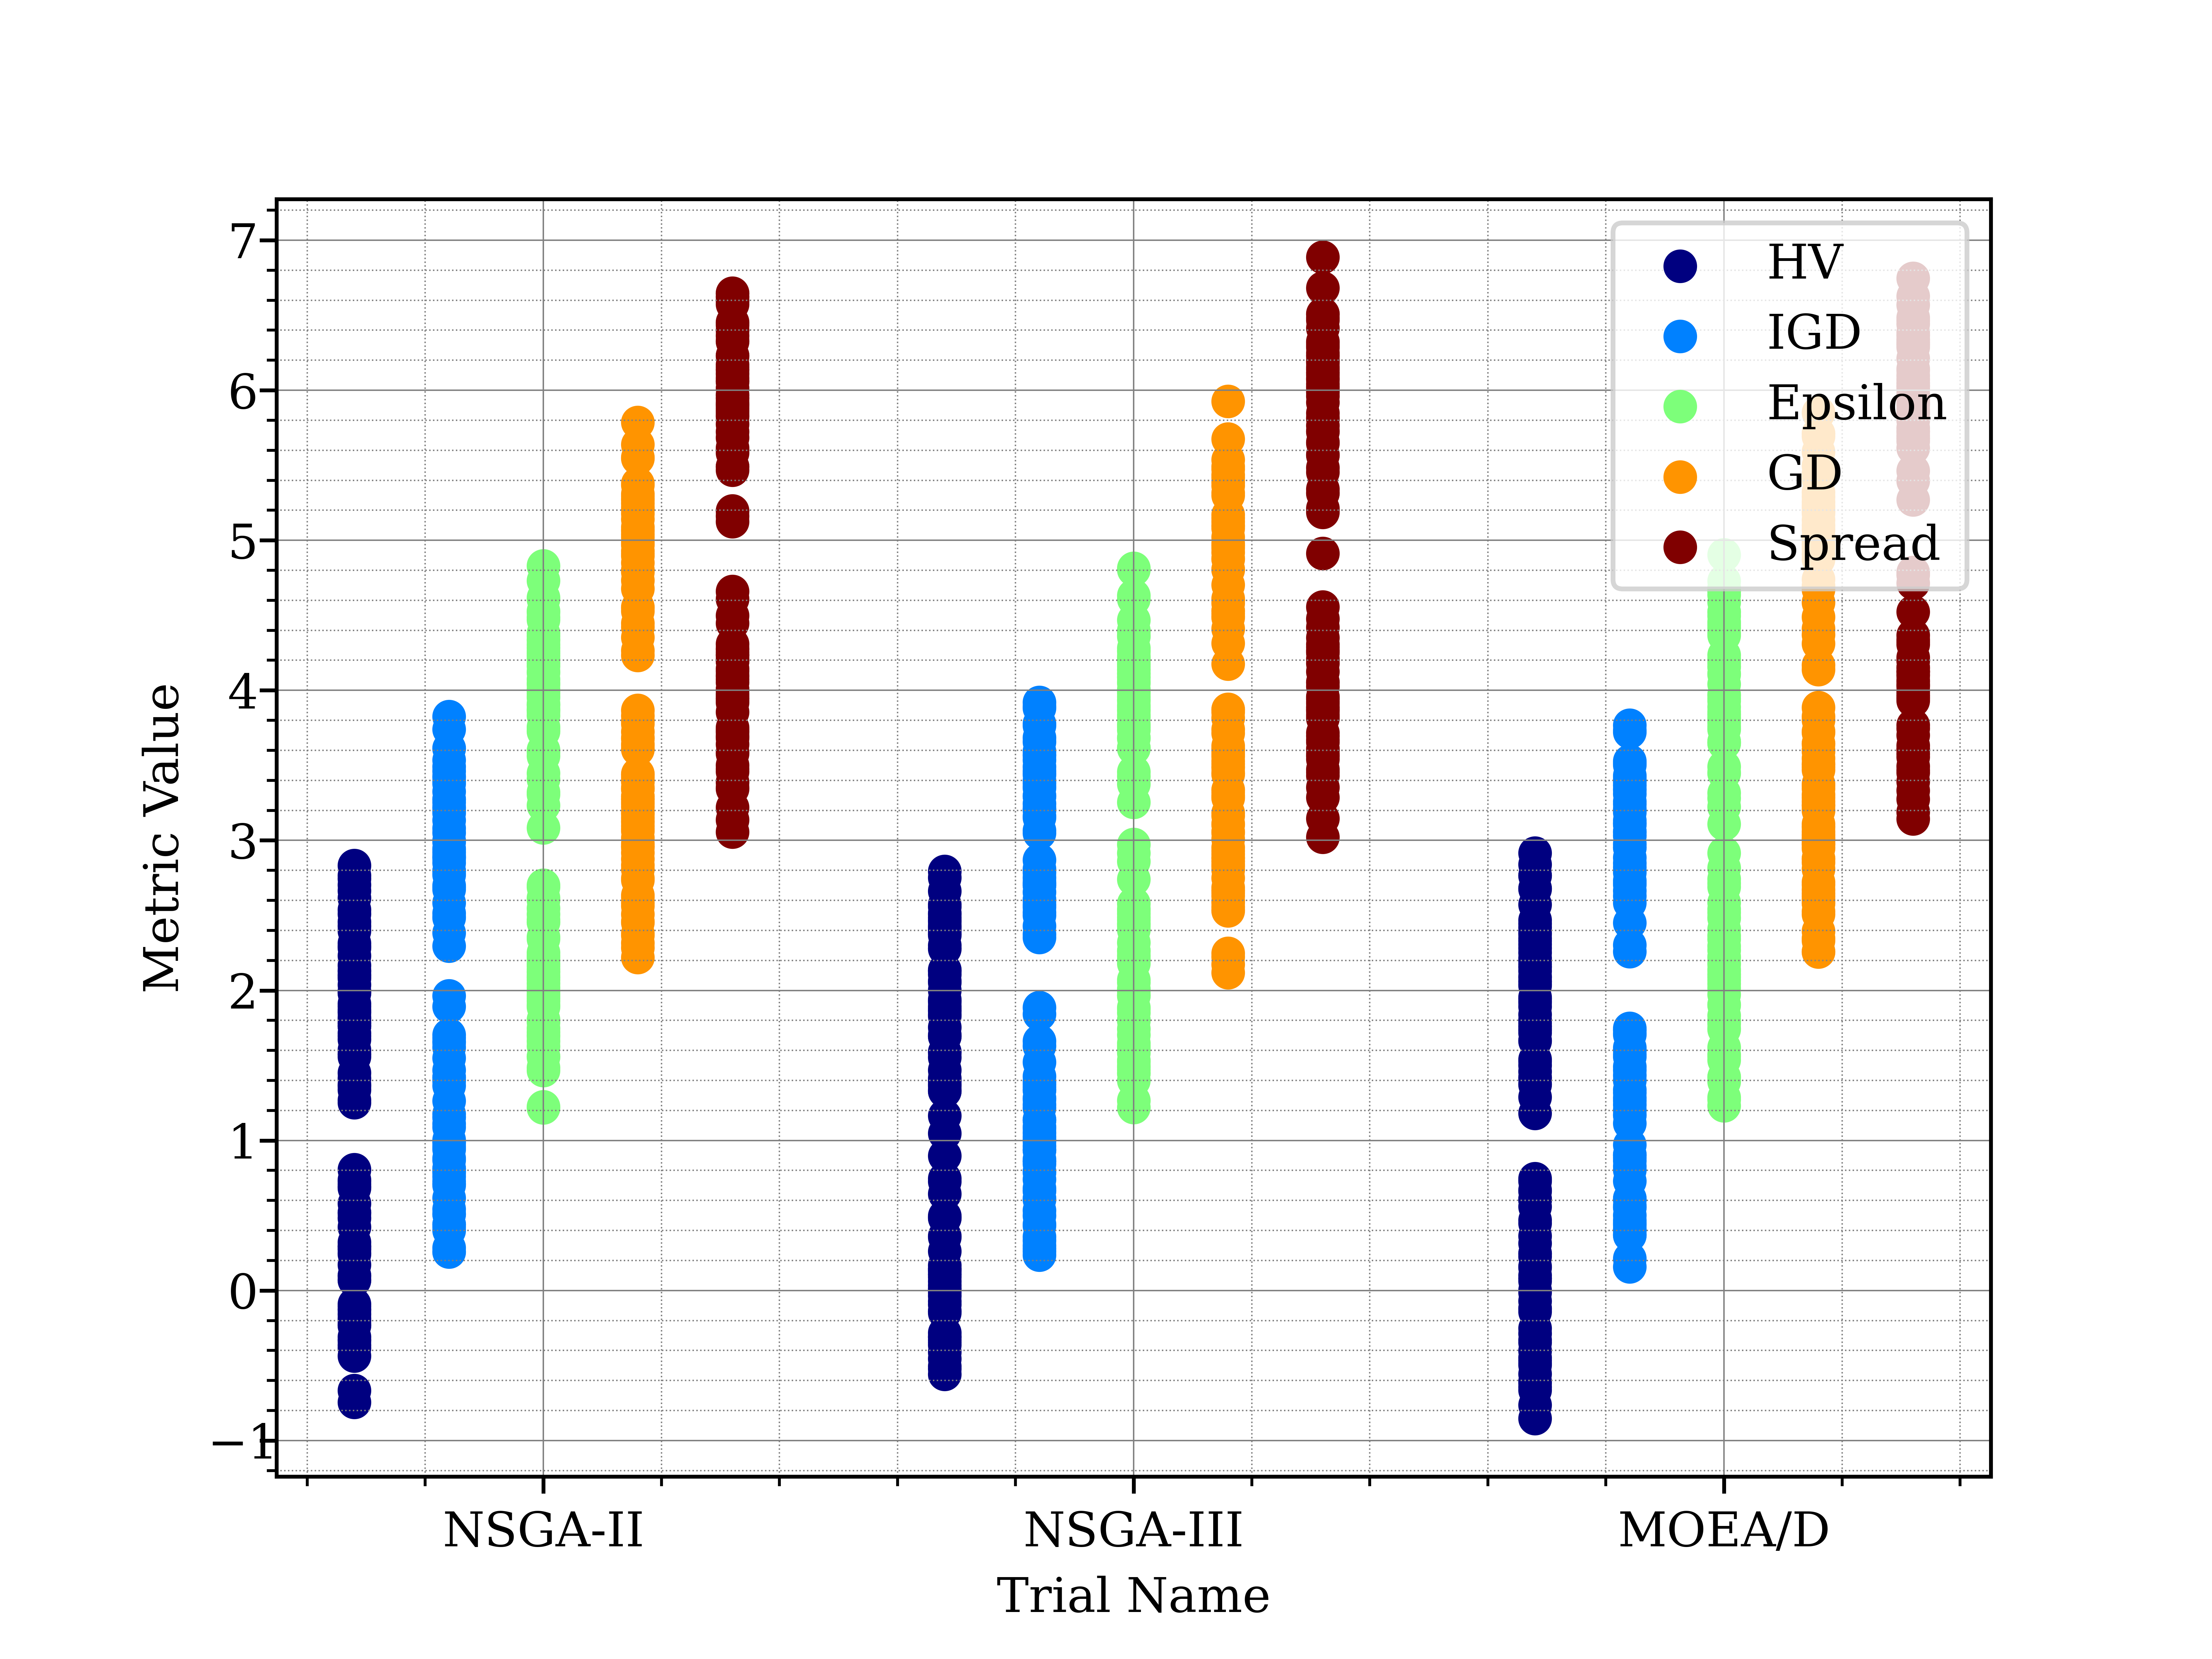 7
6
5
4
3
2
1
0
−1
Metric Value
HV
IGD
Epsilon
GD
Spread
NSGA-II NSGA-III MOEA/D
Trial Name